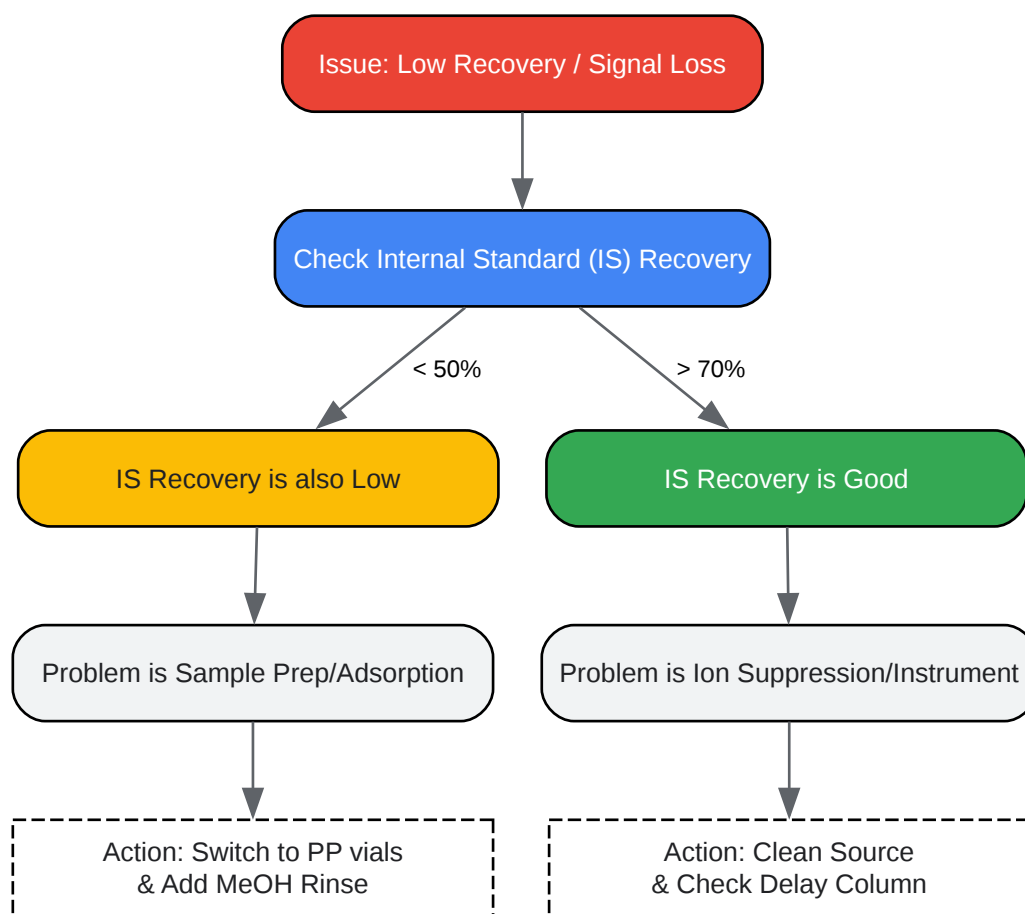 Issue: Low Recovery / Signal Loss
Check Internal Standard (IS) Recovery
< 50%
> 70%
IS Recovery is also Low
IS Recovery is Good
Problem is Sample Prep/Adsorption
Problem is Ion Suppression/Instrument
Action: Switch to PP vials
& Add MeOH Rinse
Action: Clean Source
& Check Delay Column